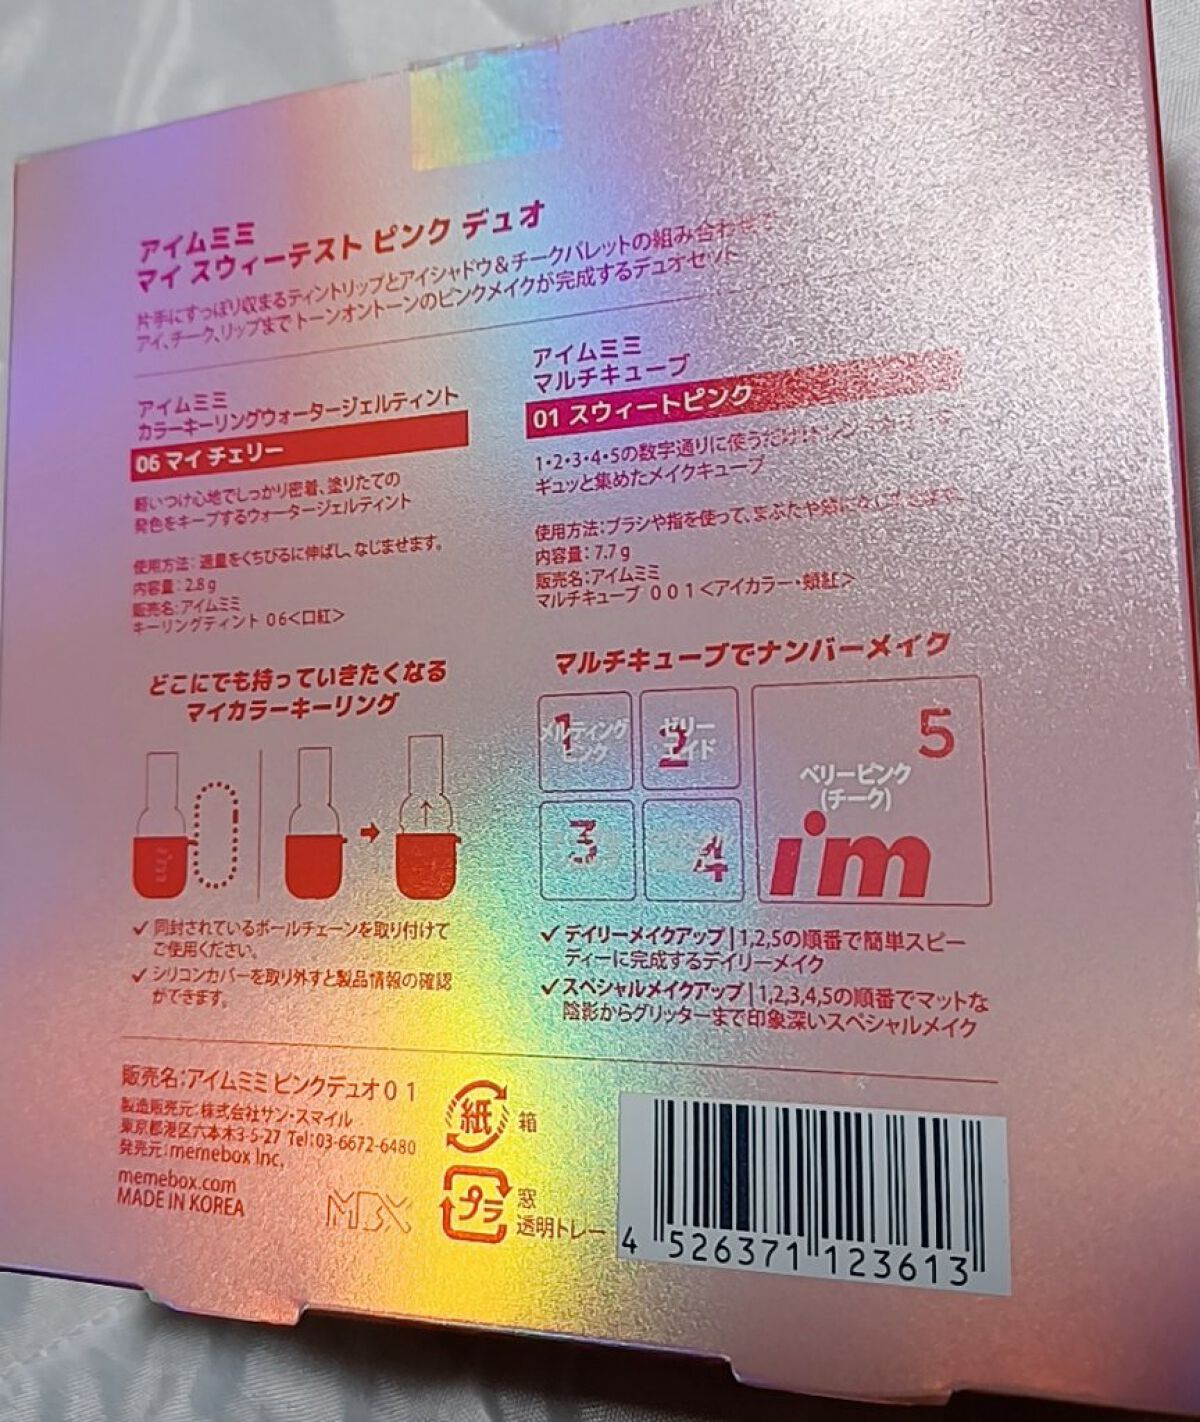 アイムミミ
マイ スウィーテスト ピンク デュオ
片手にすっぽり収まるティントリップとアイシャドウ&チークパレットの組み合わせで
アイ、チーク、リップまでトーンオントーンのピンクメイクが完成するデュオセット
アイムミミ
カラーキーリングウォータージェルティント
06 マイ チェリー
軽いつけ心地でしっかり密着、塗りたての
発色をキープするウォータージェルティント
使用方法：適量をくちびるに伸ばし、なじませます。
内容量：2.8g
販売名：アイムミミ
キーリングティント 06<口紅>
どこにでも持っていきたくなる
マイカラーキーリング
im
✓ 同封されているボールチェーンを取り付けて
ご使用ください。
✓ シリコンカバーを取り外すと製品情報の確認
ができます。
アイムミミ
マルチキューブ
01 スウィートピンク
1・2・3・4・5の数字通りに使うだけ
ギュッと集めたメイクキューブ
使用方法：ブラシや指を使って、まぶたや頬に
内容量：7.7g
販売名：アイムミミ
マルチキューブ 001<アイカラー・頬紅>
マルチキューブでナンバーメイク
1
メルティング
ピンク
2
ゼリー
エイド
3
4
5
ベリーピンク
(チーク)
i'm
✓ デイリーメイクアップ|1,2,5の順番で簡単スピー
ディーに完成するデイリーメイク
✓ スペシャルメイクアップ|1,2,3,4,5の順番でマットな
陰影からグリッターまで印象深いスペシャルメイク
販売名：アイムミミ ピンクデュオ 01
製造販売元：株式会社サン・スマイル
東京都港区六本木3-5-27 Tel:03-6672-6480
発売元：memebox Inc.
memebox.com
MADE IN KOREA
MBX
紙
箱
プラ
窓
透明トレー
4 526371 123613